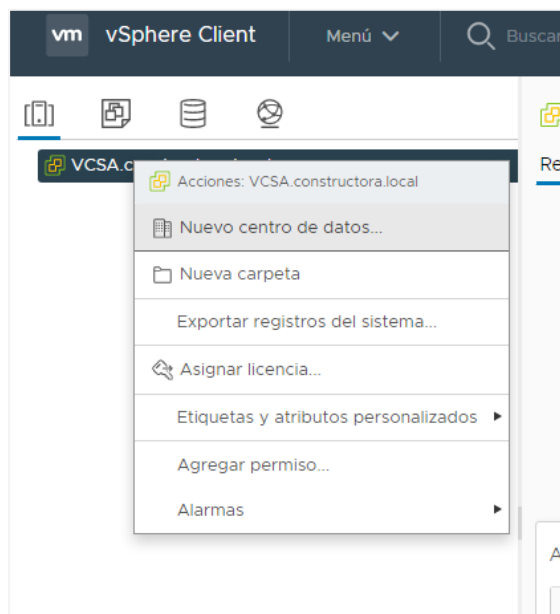 vm vSphere Client Menú Buscar
Re
VCSA.c
Acciones: VCSA.constructora.local
Nuevo centro de datos...
Nueva carpeta
Exportar registros del sistema...
Asignar licencia...
Etiquetas y atributos personalizados
Agregar permiso...
Alarmas
A